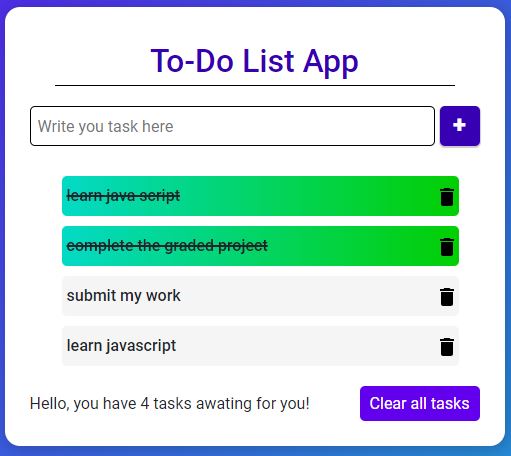 To-Do List App
Write you task here
+
learn java script
complete the graded project
submit my work
learn javascript
Hello, you have 4 tasks awating for you!
Clear all tasks